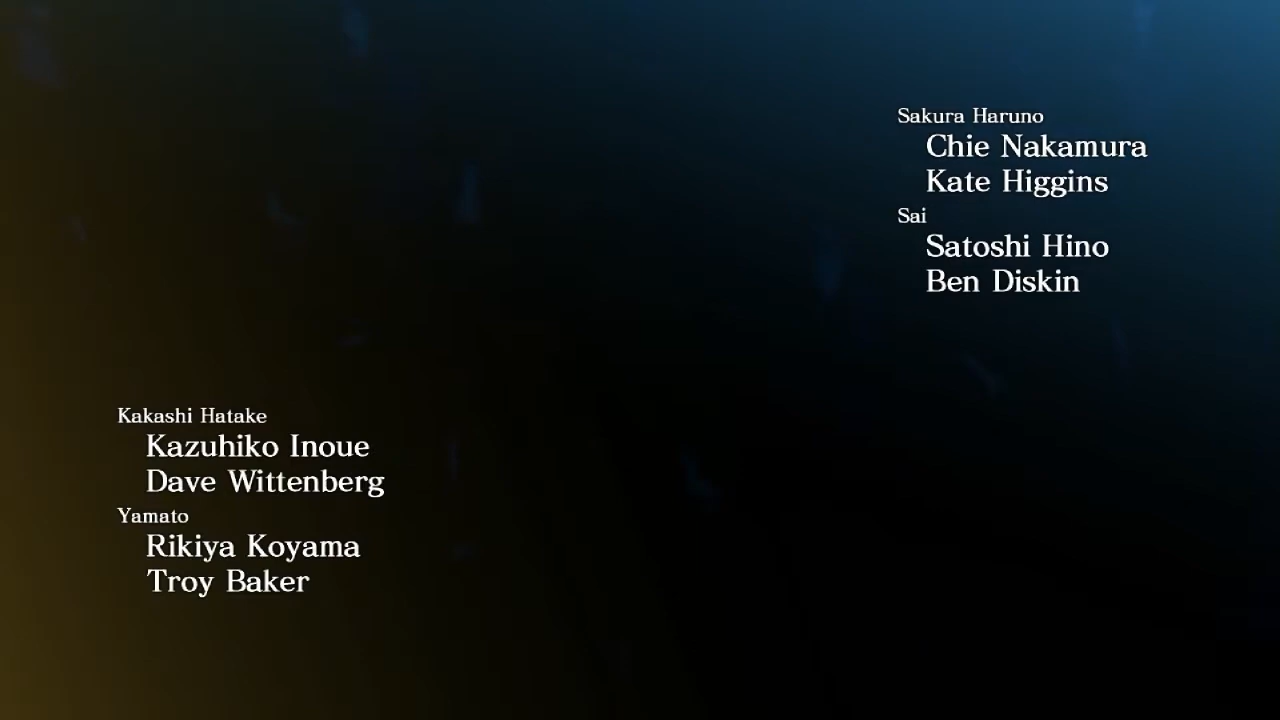 Sakura Haruno
Chie Nakamura
Kate Higgins
Sai
Satoshi Hino
Ben Diskin
Kakashi Hatake
Kazuhiko Inoue
Dave Wittenberg
Yamato
Rikiya Koyama
Troy Baker